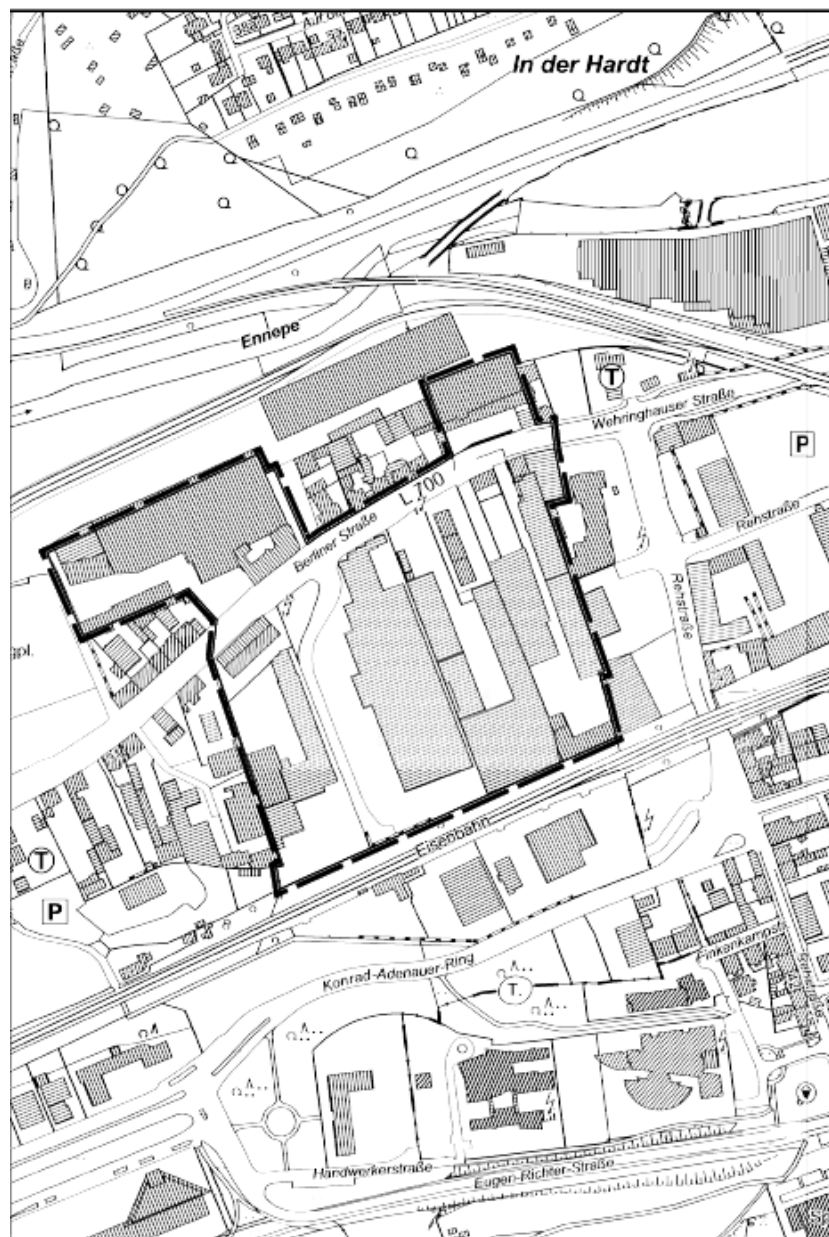 In der Hardt
Ennepe
T
Wehringhauser Straße
P
L 700
Berliner Straße
Rehstraße
Rehstraße
gpl.
T
P
Eisenbahn
Finkenkampstr
Konrad-Adenauer-Ring
T.
Handwerkerstraße
Eugen-Richter-Straße